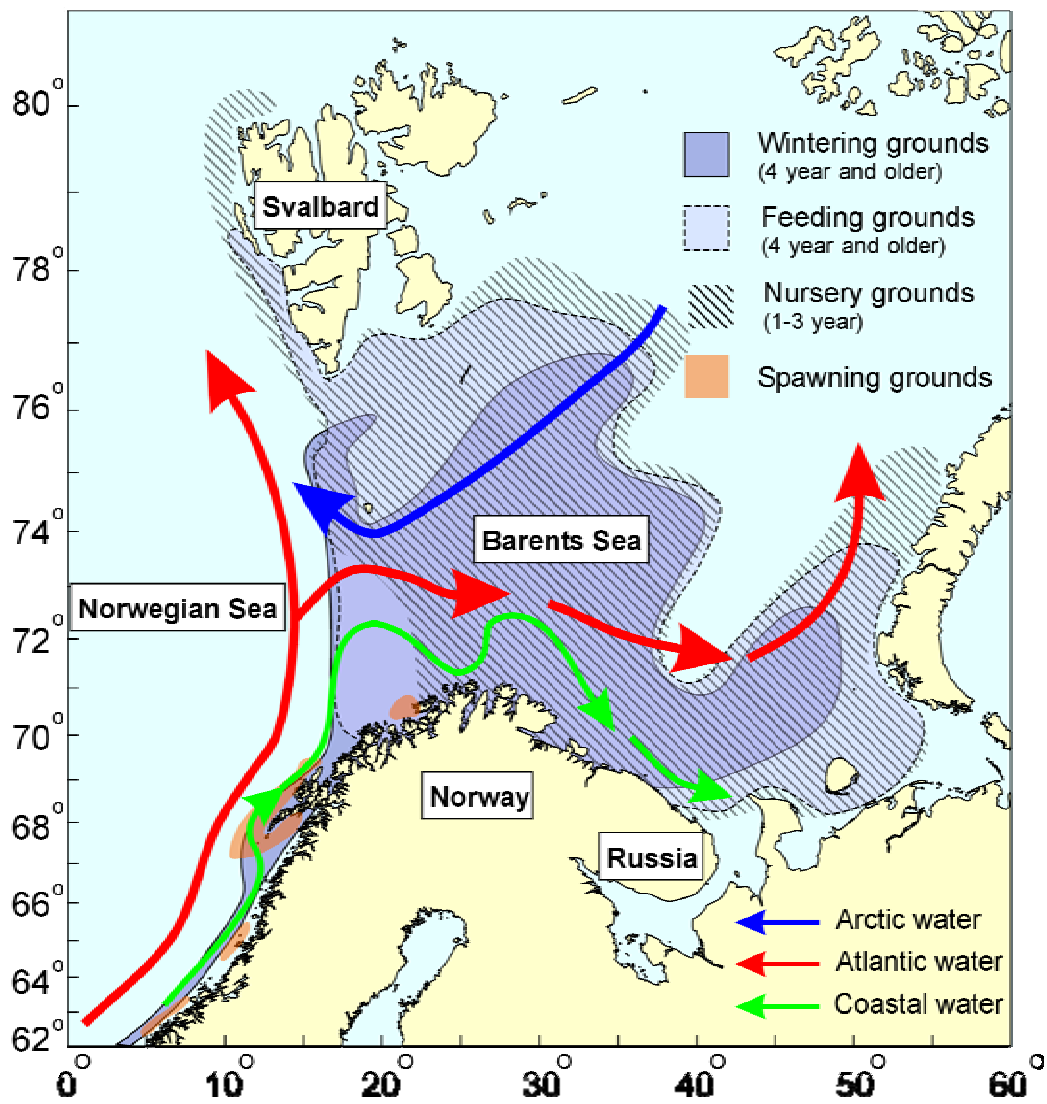 80°
78°
76°
74°
72°
70°
68°
66°
64°
62°
0°
10°
20°
30°
40°
50°
60°
Svalbard
Norwegian Sea
Barents Sea
Norway
Russia
Wintering grounds
(4 year and older)
Feeding grounds
(4 year and older)
Nursery grounds
(1-3 year)
Spawning grounds
Arctic water
Atlantic water
Coastal water